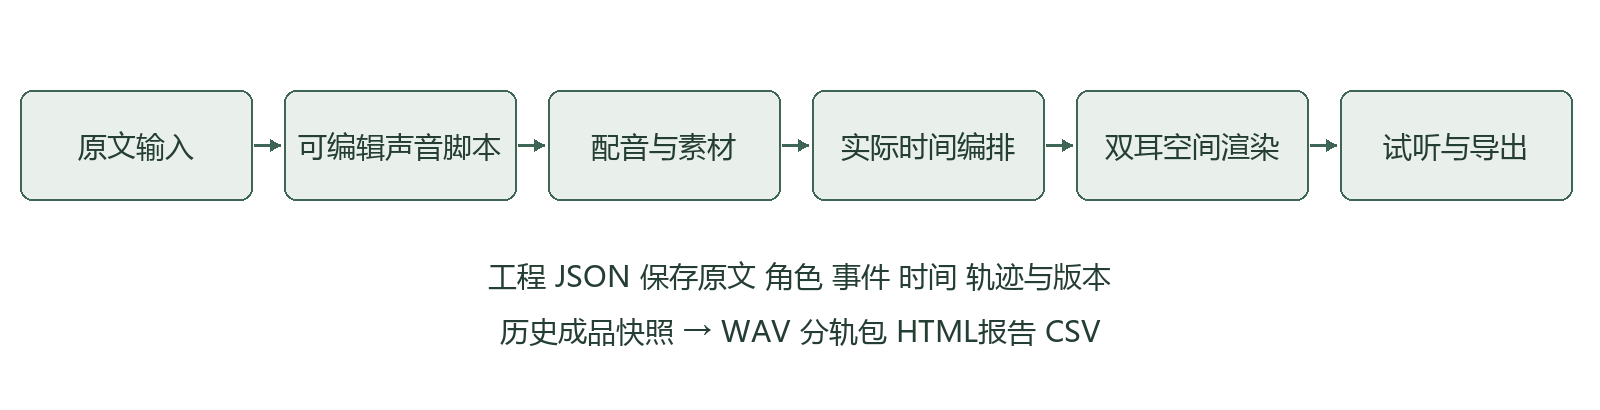 原文输入
可编辑声音脚本
配音与素材
实际时间编排
双耳空间渲染
试听与导出
工程 JSON 保存原文 角色 事件 时间 轨迹与版本
历史成品快照 → WAV 分轨包 HTML报告 CSV